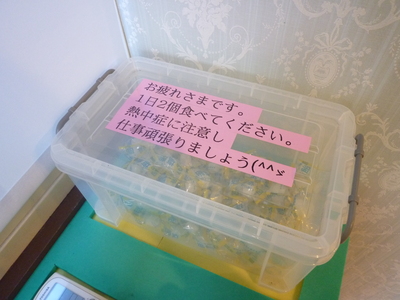 お疲れさまです。
1日2個食べてください。
熱中症に注意し
仕事頑張りましょう(^^ゞ